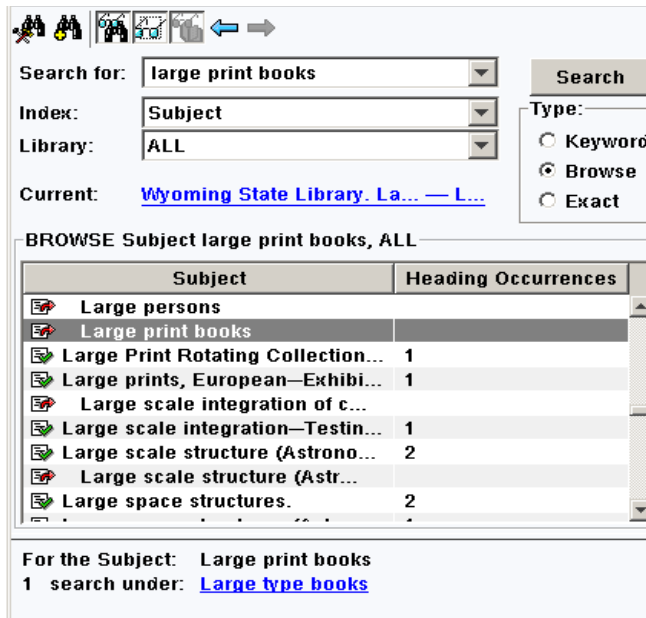 Search for: large print books
Search
Index: Subject
Type:
Library: ALL
Keyword
Browse
Current: Wyoming State Library. La... — L...
Exact
BROWSE Subject large print books, ALL
Subject Heading Occurrences
Large persons
Large print books
Large Print Rotating Collection... 1
Large prints, European—Exhibi... 1
Large scale integration of c...
Large scale integration—Testin... 1
Large scale structure (Astrono... 2
Large scale structure (Astr...
Large space structures. 2
For the Subject: Large print books
1 search under: Large type books